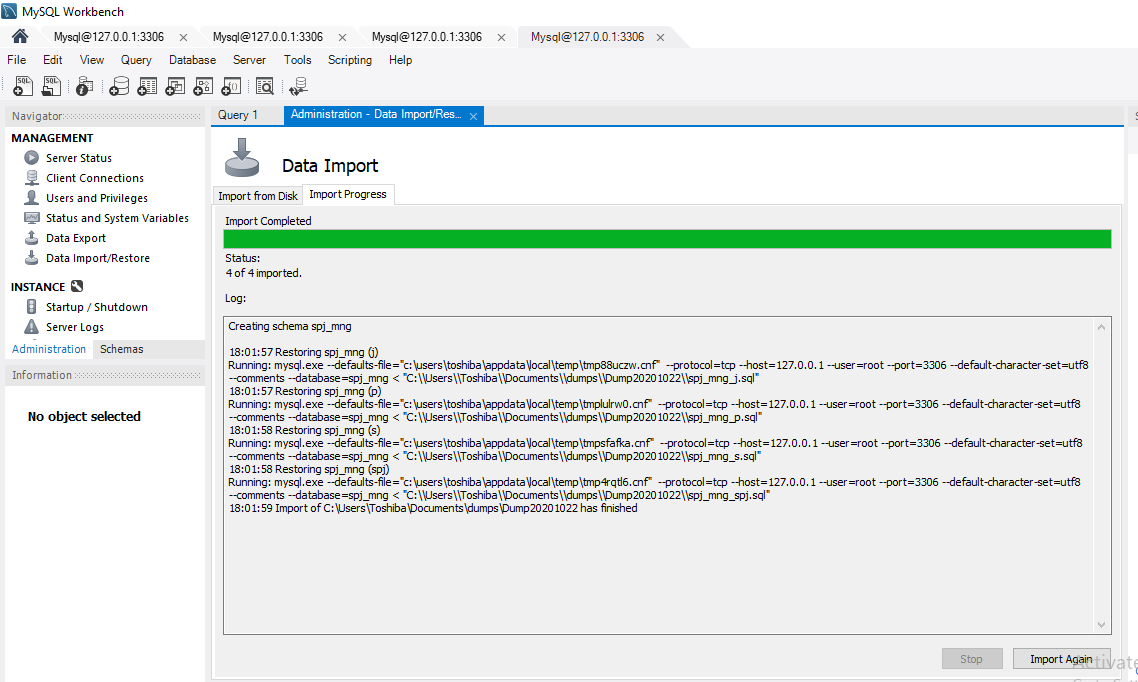 MySQL Workbench
Mysql@127.0.0.1:3306
Mysql@127.0.0.1:3306
Mysql@127.0.0.1:3306
Mysql@127.0.0.1:3306
File Edit View Query Database Server Tools Scripting Help
SQL SQL
Navigator
MANAGEMENT
Server Status
Client Connections
Users and Privileges
Status and System Variables
Data Export
Data Import/Restore
INSTANCE
Startup / Shutdown
Server Logs
Administration Schemas
Information
No object selected
Query 1
Administration - Data Import/Res...
Data Import
Import from Disk Import Progress
Import Completed
Status:
4 of 4 imported.
Log:
Creating schema spj_mng
18:01:57 Restoring spj_mng (j)
Running: mysql.exe --defaults-file="c:\users\toshiba\appdata\local\temp\tmp88uczw.cnf"  --protocol=tcp --host=127.0.0.1 --user=root --port=3306 --default-character-set=utf8
--comments --database=spj_mng < "C:\\Users\\Toshiba\\Documents\\dumps\\Dump20201022\\spj_mng_j.sql"
18:01:57 Restoring spj_mng (p)
Running: mysql.exe --defaults-file="c:\users\toshiba\appdata\local\temp\tmplulrw0.cnf"  --protocol=tcp --host=127.0.0.1 --user=root --port=3306 --default-character-set=utf8
--comments --database=spj_mng < "C:\\Users\\Toshiba\\Documents\\dumps\\Dump20201022\\spj_mng_p.sql"
18:01:58 Restoring spj_mng (s)
Running: mysql.exe --defaults-file="c:\users\toshiba\appdata\local\temp\tmpsfafka.cnf"  --protocol=tcp --host=127.0.0.1 --user=root --port=3306 --default-character-set=utf8
--comments --database=spj_mng < "C:\\Users\\Toshiba\\Documents\\dumps\\Dump20201022\\spj_mng_s.sql"
18:01:58 Restoring spj_mng (spj)
Running: mysql.exe --defaults-file="c:\users\toshiba\appdata\local\temp\tmp4rqtl6.cnf"  --protocol=tcp --host=127.0.0.1 --user=root --port=3306 --default-character-set=utf8
--comments --database=spj_mng < "C:\\Users\\Toshiba\\Documents\\dumps\\Dump20201022\\spj_mng_spj.sql"
18:01:59 Import of C:\Users\Toshiba\Documents\dumps\Dump20201022 has finished
Stop Import Again
Activate